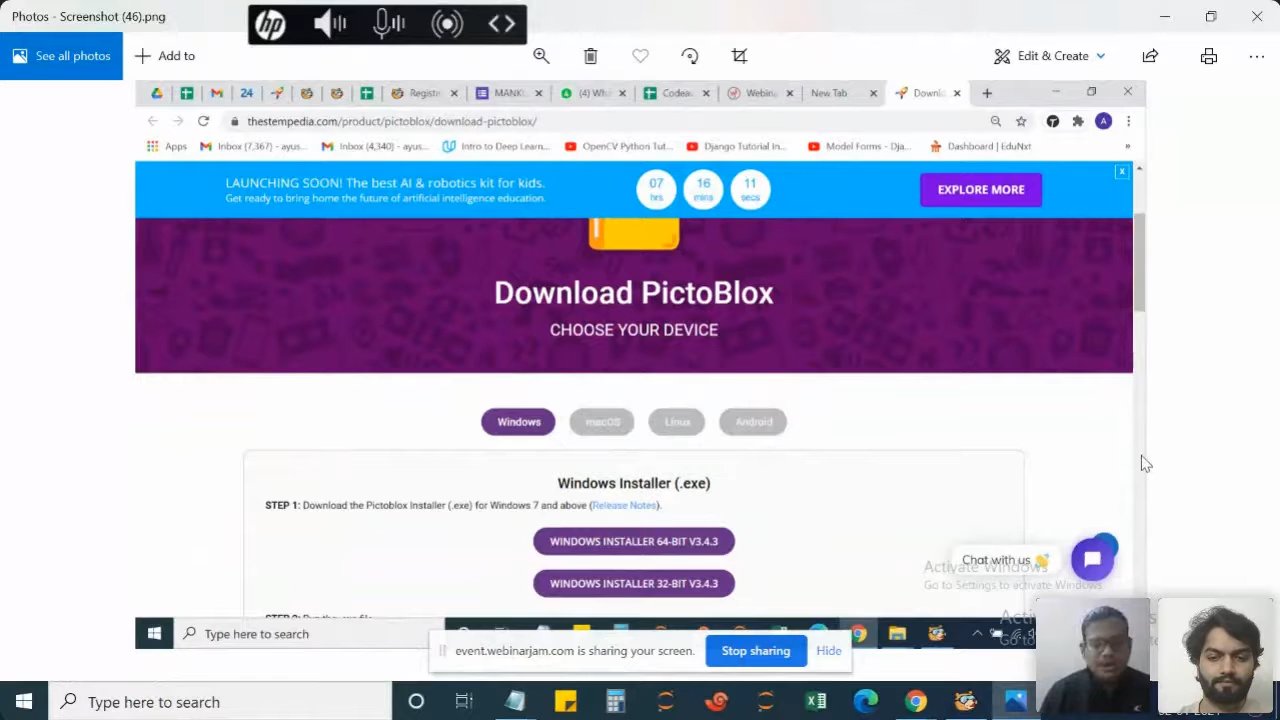 Photos - Screenshot (46).png
hp
See all photos
Add to
Edit & Create
24
Registe
MANKI
(4) Wha
Codea
Webina
New Tab
Downlo
thestempedia.com/product/pictoblox/download-pictoblox/
A
Apps
Inbox (7,367) - ayus...
Inbox (4,340) - ayus...
Intro to Deep Learn...
OpenCV Python Tut...
Django Tutorial In...
Model Forms - Dja...
Dashboard | EduNxt
LAUNCHING SOON! The best AI & robotics kit for kids.
Get ready to bring home the future of artificial intelligence education.
07 hrs
16 mins
11 secs
EXPLORE MORE
X
Download PictoBlox
CHOOSE YOUR DEVICE
Windows
macOS
Linux
Android
Windows Installer (.exe)
STEP 1: Download the Pictoblox Installer (.exe) for Windows 7 and above (Release Notes).
WINDOWS INSTALLER 64-BIT V3.4.3
WINDOWS INSTALLER 32-BIT V3.4.3
Chat with us
Activate Windows
Go to Settings to activate Windows.
Type here to search
event.webinarjam.com is sharing your screen.
Stop sharing
Hide
Type here to search